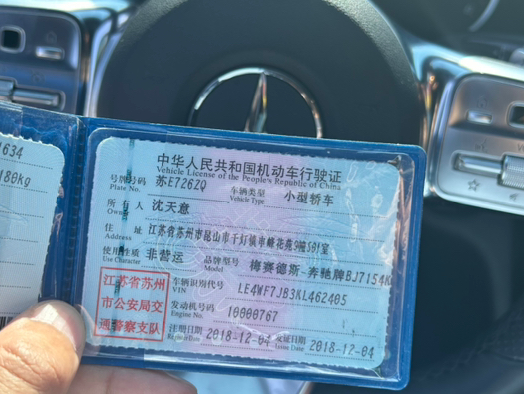 1634
180kg
中华人民共和国机动车行驶证
Vehicle License of the People's Republic of China
号牌号码 苏E726ZQ 车辆类型 小型轿车
Plate No. Vehicle Type
所有人 沈天意
Owner
住址 江苏省苏州市昆山市千灯镇
Address
使用性质 非营运 品牌型号 梅赛德斯-奔驰牌BJ7154
Use Character Model
江苏省苏州
市公安局交
通警察支队
车辆识别代号 LE4WF7JB3KL462405
VIN
发动机号码 10000767
Engine No.
注册日期 2018-12-04 发证日期 2018-12-04
Register Date Issue Date